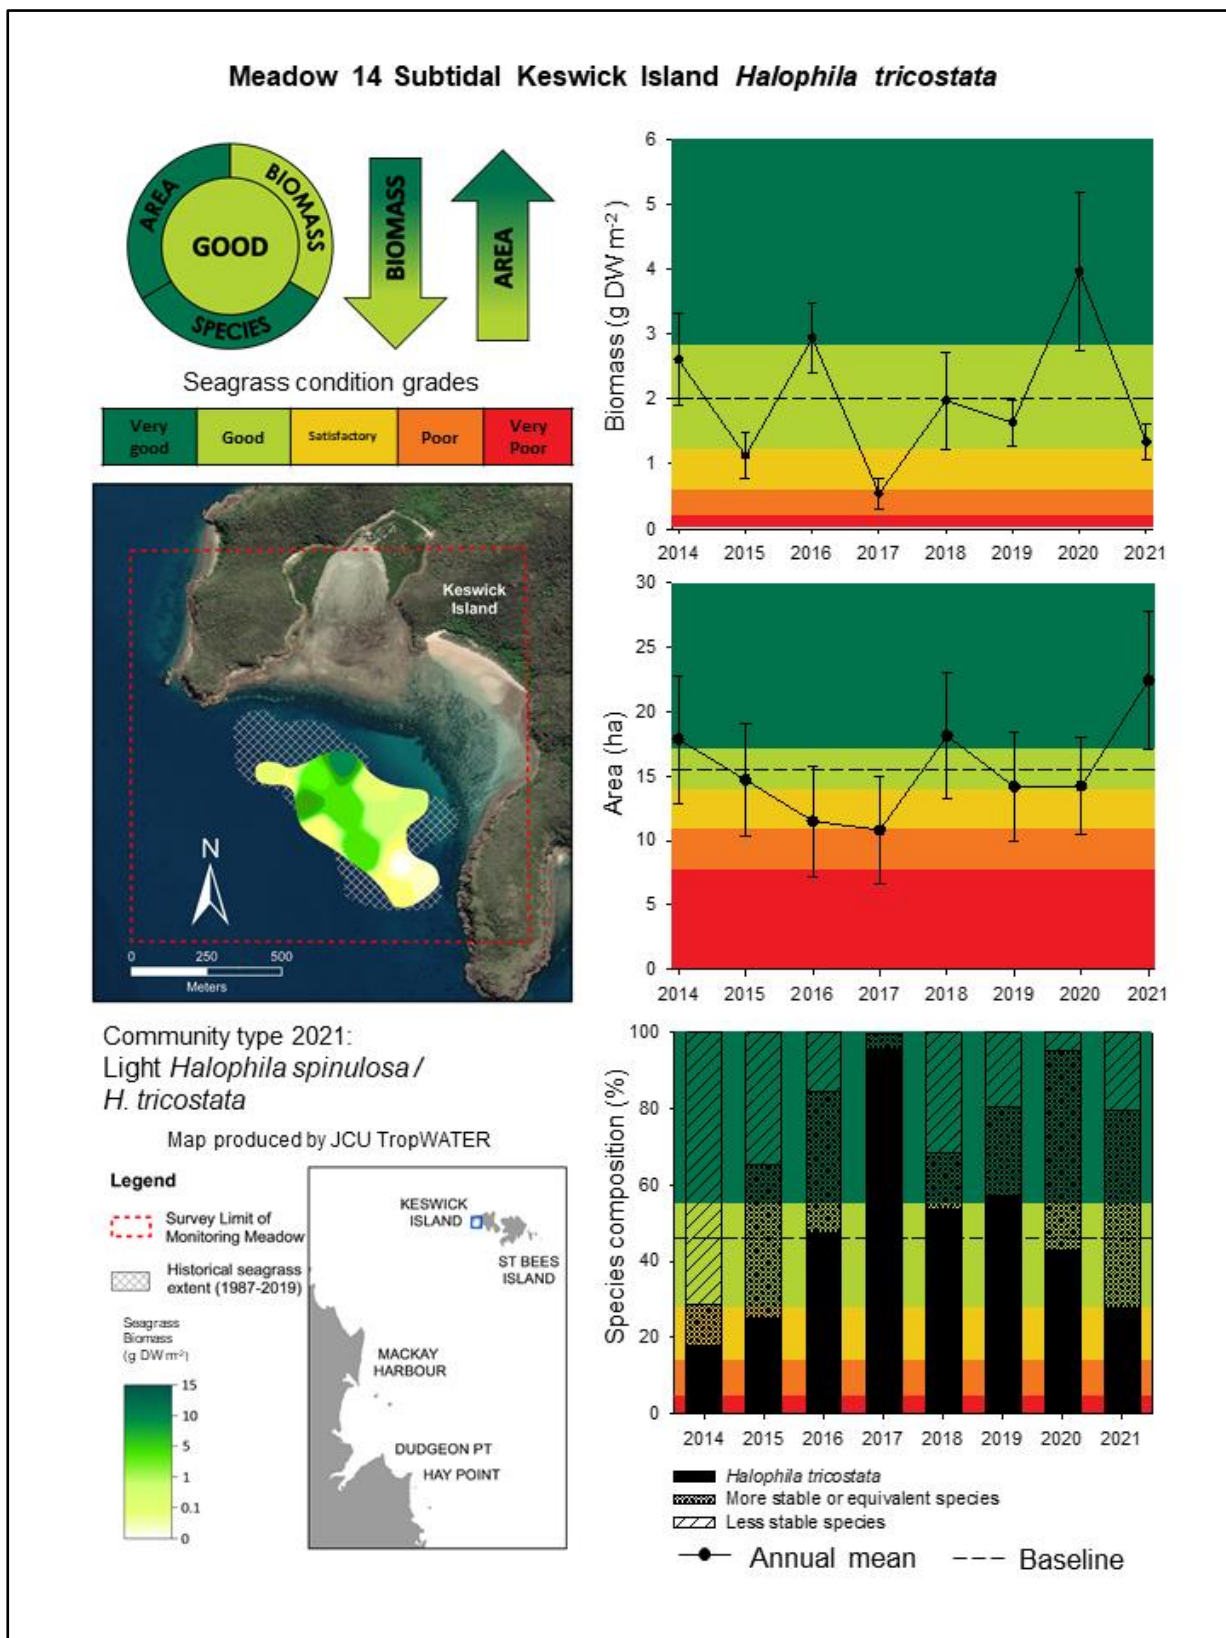 Meadow 14 Subtidal Keswick Island Halophila tricostata
AREA
BIOMASS
SPECIES
GOOD
BIOMASS
AREA
Seagrass condition grades
Very good
Good
Satisfactory
Poor
Very Poor
Keswick
Island
N
0 250 500
Meters
Community type 2021:
Light Halophila spinulosa /
H. tricostata
Map produced by JCU TropWATER
Legend
Survey Limit of
Monitoring Meadow
Historical seagrass
extent (1987-2019)
Seagrass
Biomass
(g DW m-2)
15
10
5
1
0.1
0
KESWICK
ISLAND
ST BEES
ISLAND
MACKAY
HARBOUR
DUDGEON PT
HAY POINT
Biomass (g DW m-2)
6
5
4
3
2
1
0
2014 2015 2016 2017 2018 2019 2020 2021
Area (ha)
30
25
20
15
10
5
0
2014 2015 2016 2017 2018 2019 2020 2021
Species composition (%)
100
80
60
40
20
0
2014 2015 2016 2017 2018 2019 2020 2021
Halophila tricostata
More stable or equivalent species
Less stable species
Annual mean
Baseline